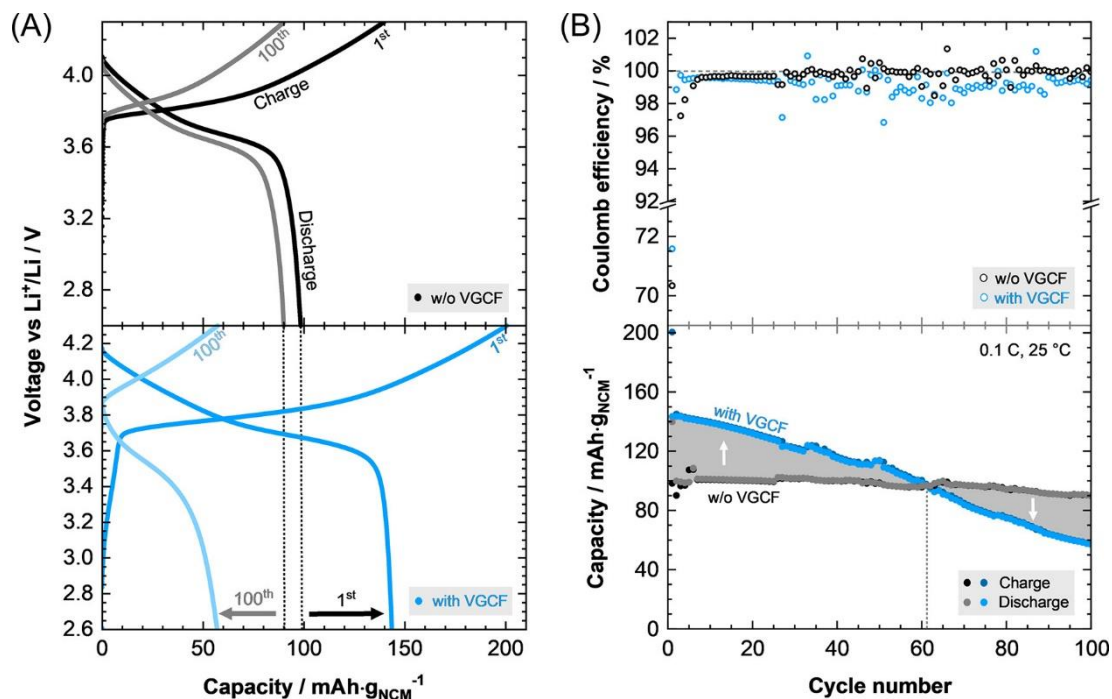 (A)
Voltage vs Li⁺/Li / V
4.0
3.6
3.2
2.8
100th
1st
Charge
Discharge
w/o VGCF
4.2
4.0
3.8
3.6
3.4
3.2
3.0
2.8
2.6
100th
1st
100th
1st
with VGCF
0 50 100 150 200
Capacity / mAh·gNCM⁻¹
(B)
Coulomb efficiency / %
102
100
98
96
94
92
72
70
w/o VGCF
with VGCF
Capacity / mAh·gNCM⁻¹
200
160
120
80
40
0
0.1 C, 25 °C
with VGCF
w/o VGCF
Charge
Discharge
0 20 40 60 80 100
Cycle number